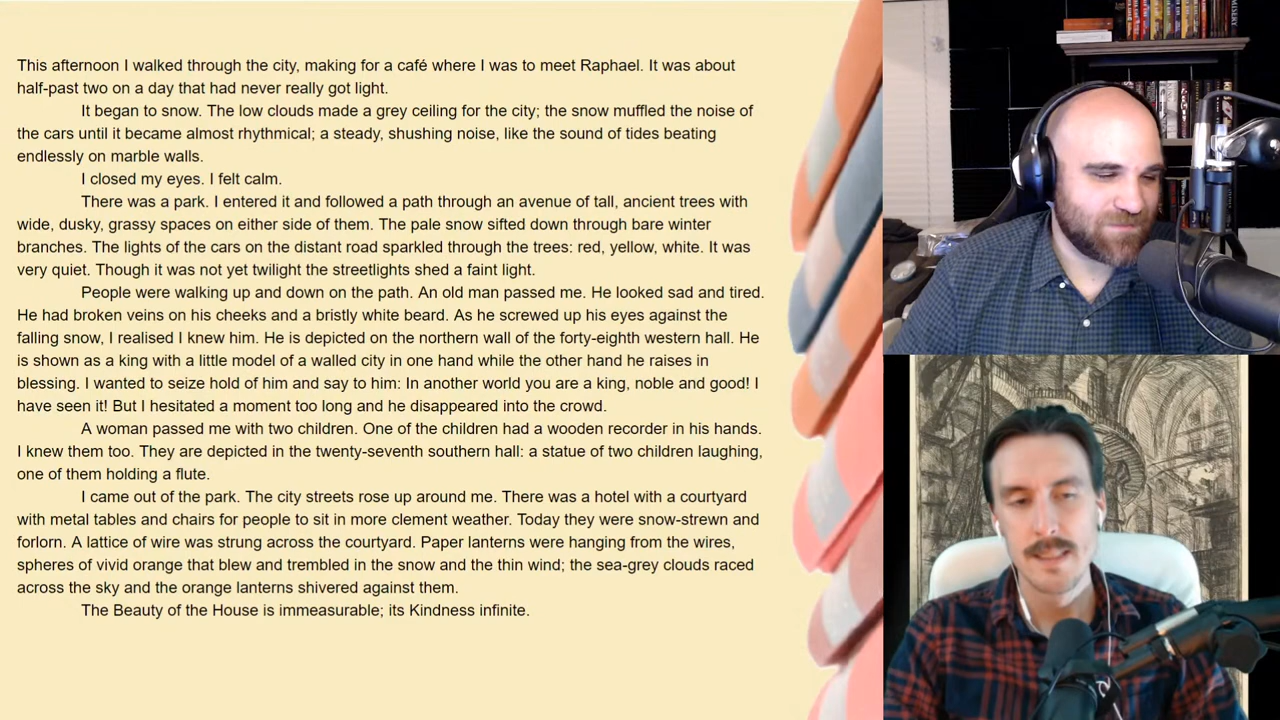 This afternoon I walked through the city, making for a café where I was to meet Raphael. It was about
half-past two on a day that had never really got light.
It began to snow. The low clouds made a grey ceiling for the city; the snow muffled the noise of
the cars until it became almost rhythmical; a steady, shushing noise, like the sound of tides beating
endlessly on marble walls.
I closed my eyes. I felt calm.
There was a park. I entered it and followed a path through an avenue of tall, ancient trees with
wide, dusky, grassy spaces on either side of them. The pale snow sifted down through bare winter
branches. The lights of the cars on the distant road sparkled through the trees: red, yellow, white. It was
very quiet. Though it was not yet twilight the streetlights shed a faint light.
People were walking up and down on the path. An old man passed me. He looked sad and tired.
He had broken veins on his cheeks and a bristly white beard. As he screwed up his eyes against the
falling snow, I realised I knew him. He is depicted on the northern wall of the forty-eighth western hall. He
is shown as a king with a little model of a walled city in one hand while the other hand he raises in
blessing. I wanted to seize hold of him and say to him: In another world you are a king, noble and good! I
have seen it! But I hesitated a moment too long and he disappeared into the crowd.
A woman passed me with two children. One of the children had a wooden recorder in his hands.
I knew them too. They are depicted in the twenty-seventh southern hall: a statue of two children laughing,
one of them holding a flute.
I came out of the park. The city streets rose up around me. There was a hotel with a courtyard
with metal tables and chairs for people to sit in more clement weather. Today they were snow-strewn and
forlorn. A lattice of wire was strung across the courtyard. Paper lanterns were hanging from the wires,
spheres of vivid orange that blew and trembled in the snow and the thin wind; the sea-grey clouds raced
across the sky and the orange lanterns shivered against them.
The Beauty of the House is immeasurable; its Kindness infinite.
MISERY